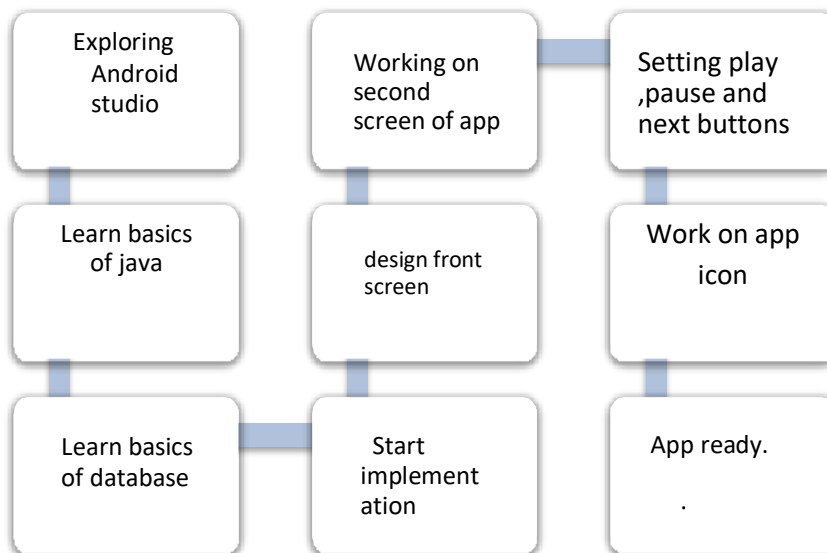 Exploring
Android
studio
Learn basics
of java
Learn basics
of database
Start
implement
ation
design front
screen
Working on
second
screen of app
Setting play
,pause and
next buttons
Work on app
icon
App ready.
.